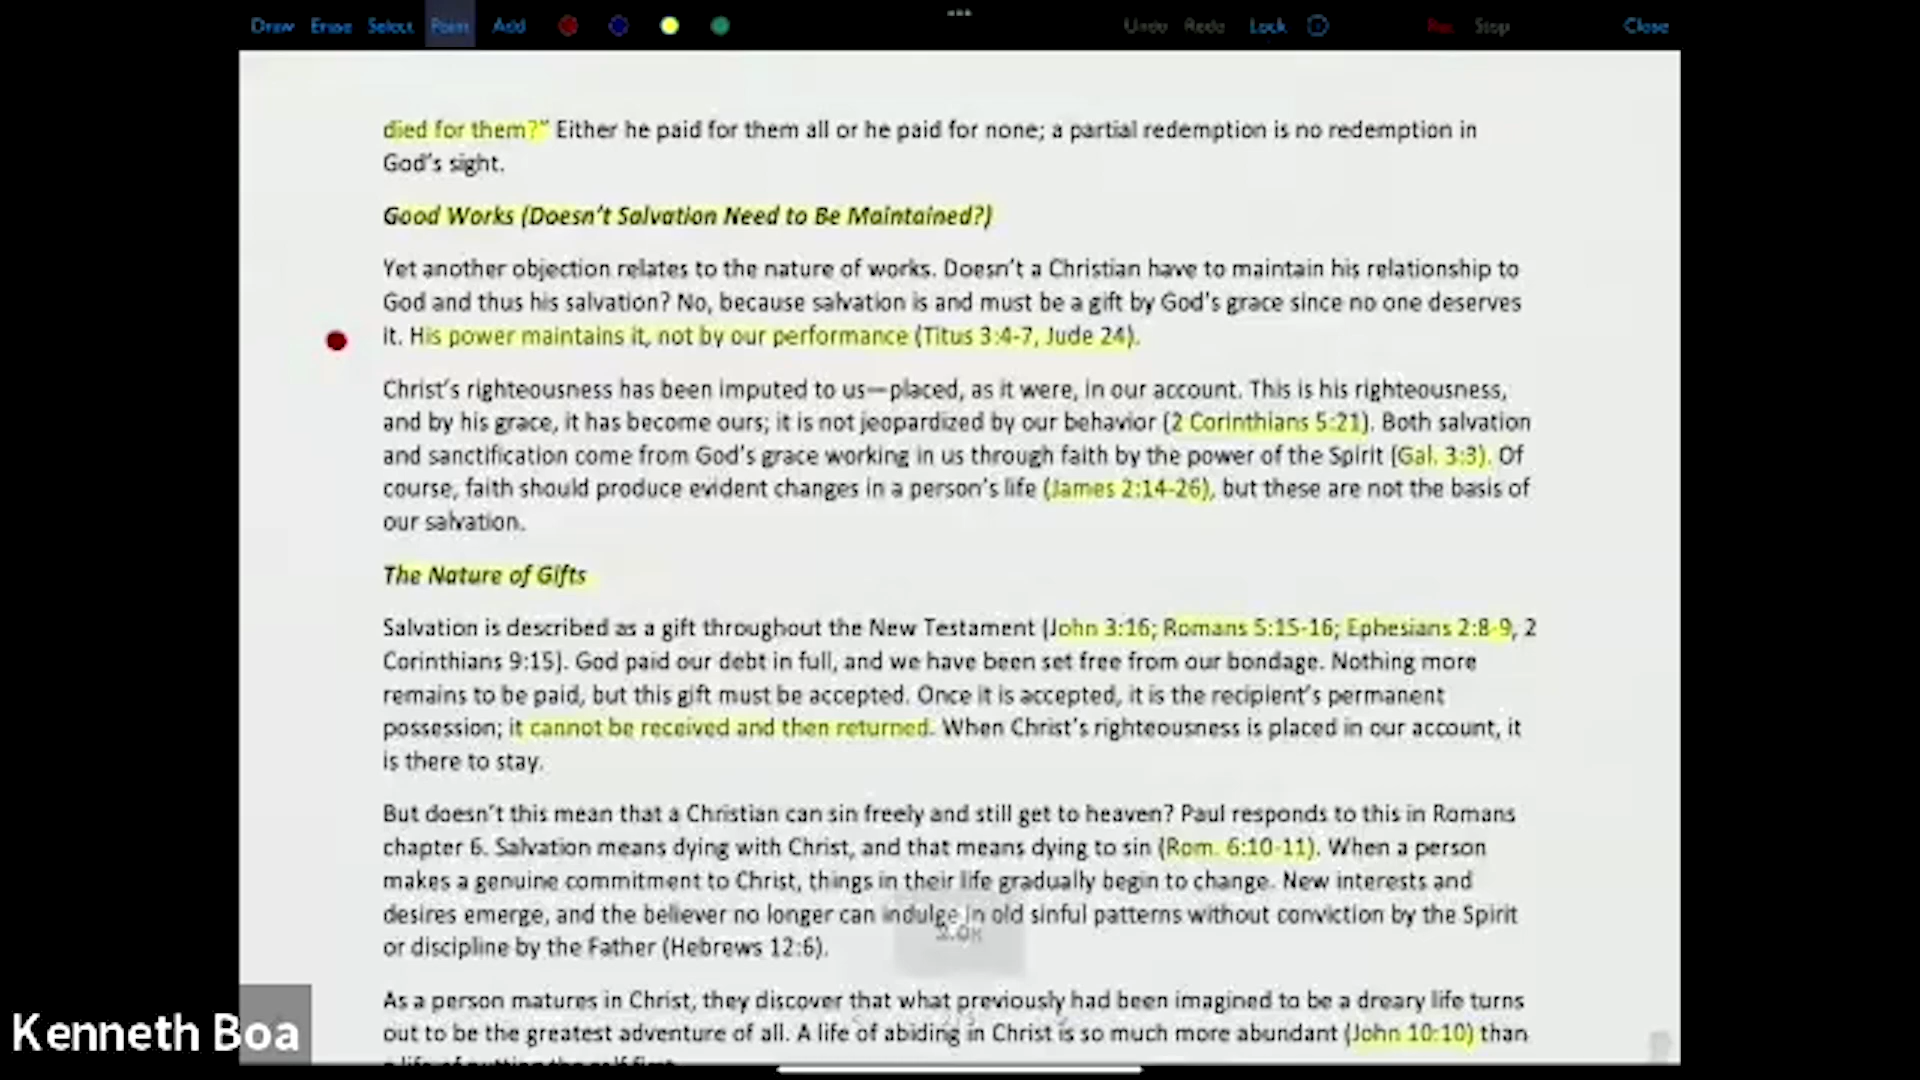 Draw Erase Select Point Add Undo Redo Lock Rec Stop Close
died for them?" Either he paid for them all or he paid for none; a partial redemption is no redemption in
God's sight.
Good Works (Doesn't Salvation Need to Be Maintained?)
Yet another objection relates to the nature of works. Doesn't a Christian have to maintain his relationship to
God and thus his salvation? No, because salvation is and must be a gift by God's grace since no one deserves
it. His power maintains it, not by our performance (Titus 3:4-7, Jude 24).
Christ's righteousness has been imputed to us—placed, as it were, in our account. This is his righteousness,
and by his grace, it has become ours; it is not jeopardized by our behavior (2 Corinthians 5:21). Both salvation
and sanctification come from God's grace working in us through faith by the power of the Spirit (Gal. 3:3). Of
course, faith should produce evident changes in a person's life (James 2:14-26), but these are not the basis of
our salvation.
The Nature of Gifts
Salvation is described as a gift throughout the New Testament (John 3:16; Romans 5:15-16; Ephesians 2:8-9, 2
Corinthians 9:15). God paid our debt in full, and we have been set free from our bondage. Nothing more
remains to be paid, but this gift must be accepted. Once it is accepted, it is the recipient's permanent
possession; it cannot be received and then returned. When Christ's righteousness is placed in our account, it
is there to stay.
But doesn't this mean that a Christian can sin freely and still get to heaven? Paul responds to this in Romans
chapter 6. Salvation means dying with Christ, and that means dying to sin (Rom. 6:10-11). When a person
makes a genuine commitment to Christ, things in their life gradually begin to change. New interests and
desires emerge, and the believer no longer can indulge in old sinful patterns without conviction by the Spirit
or discipline by the Father (Hebrews 12:6).
As a person matures in Christ, they discover that what previously had been imagined to be a dreary life turns
out to be the greatest adventure of all. A life of abiding in Christ is so much more abundant (John 10:10) than
Kenneth Boa